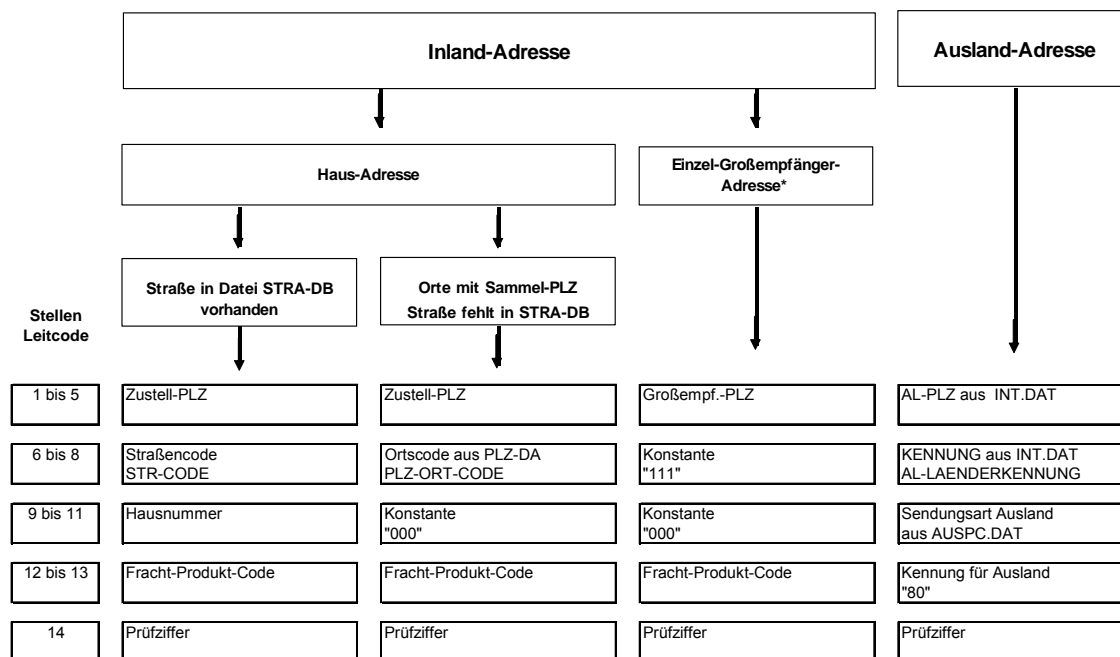 Inland-Adresse
Ausland-Adresse
Haus-Adresse
Einzel-Großempfänger-
Adresse*
Straße in Datei STRA-DB
vorhanden
Orte mit Sammel-PLZ
Straße fehlt in STRA-DB
Stellen
Leitcode
1 bis 5
Zustell-PLZ
Zustell-PLZ
Großempf.-PLZ
AL-PLZ aus INT.DAT
6 bis 8
Straßencode
STR-CODE
Ortscode aus PLZ-DA
PLZ-ORT-CODE
Konstante
"111"
KENNUNG aus INT.DAT
AL-LAENDERKENNUNG
9 bis 11
Hausnummer
Konstante
"000"
Konstante
"000"
Sendungsart Ausland
aus AUSPC.DAT
12 bis 13
Fracht-Produkt-Code
Fracht-Produkt-Code
Fracht-Produkt-Code
Kennung für Ausland
"80"
14
Prüfziffer
Prüfziffer
Prüfziffer
Prüfziffer